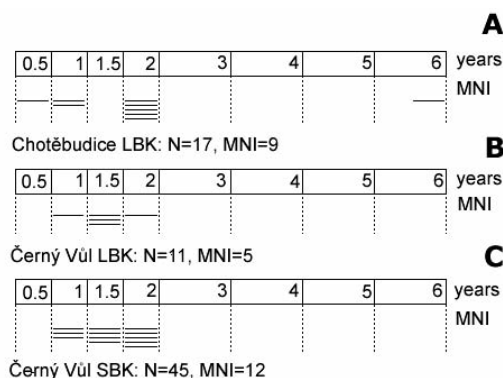 A
0.5 1 1.5 2 3 4 5 6 years
MNI
Chotěbudice LBK: N=17, MNI=9
B
0.5 1 1.5 2 3 4 5 6 years
MNI
Černý Vůl LBK: N=11, MNI=5
C
0.5 1 1.5 2 3 4 5 6 years
MNI
Černý Vůl SBK: N=45, MNI=12